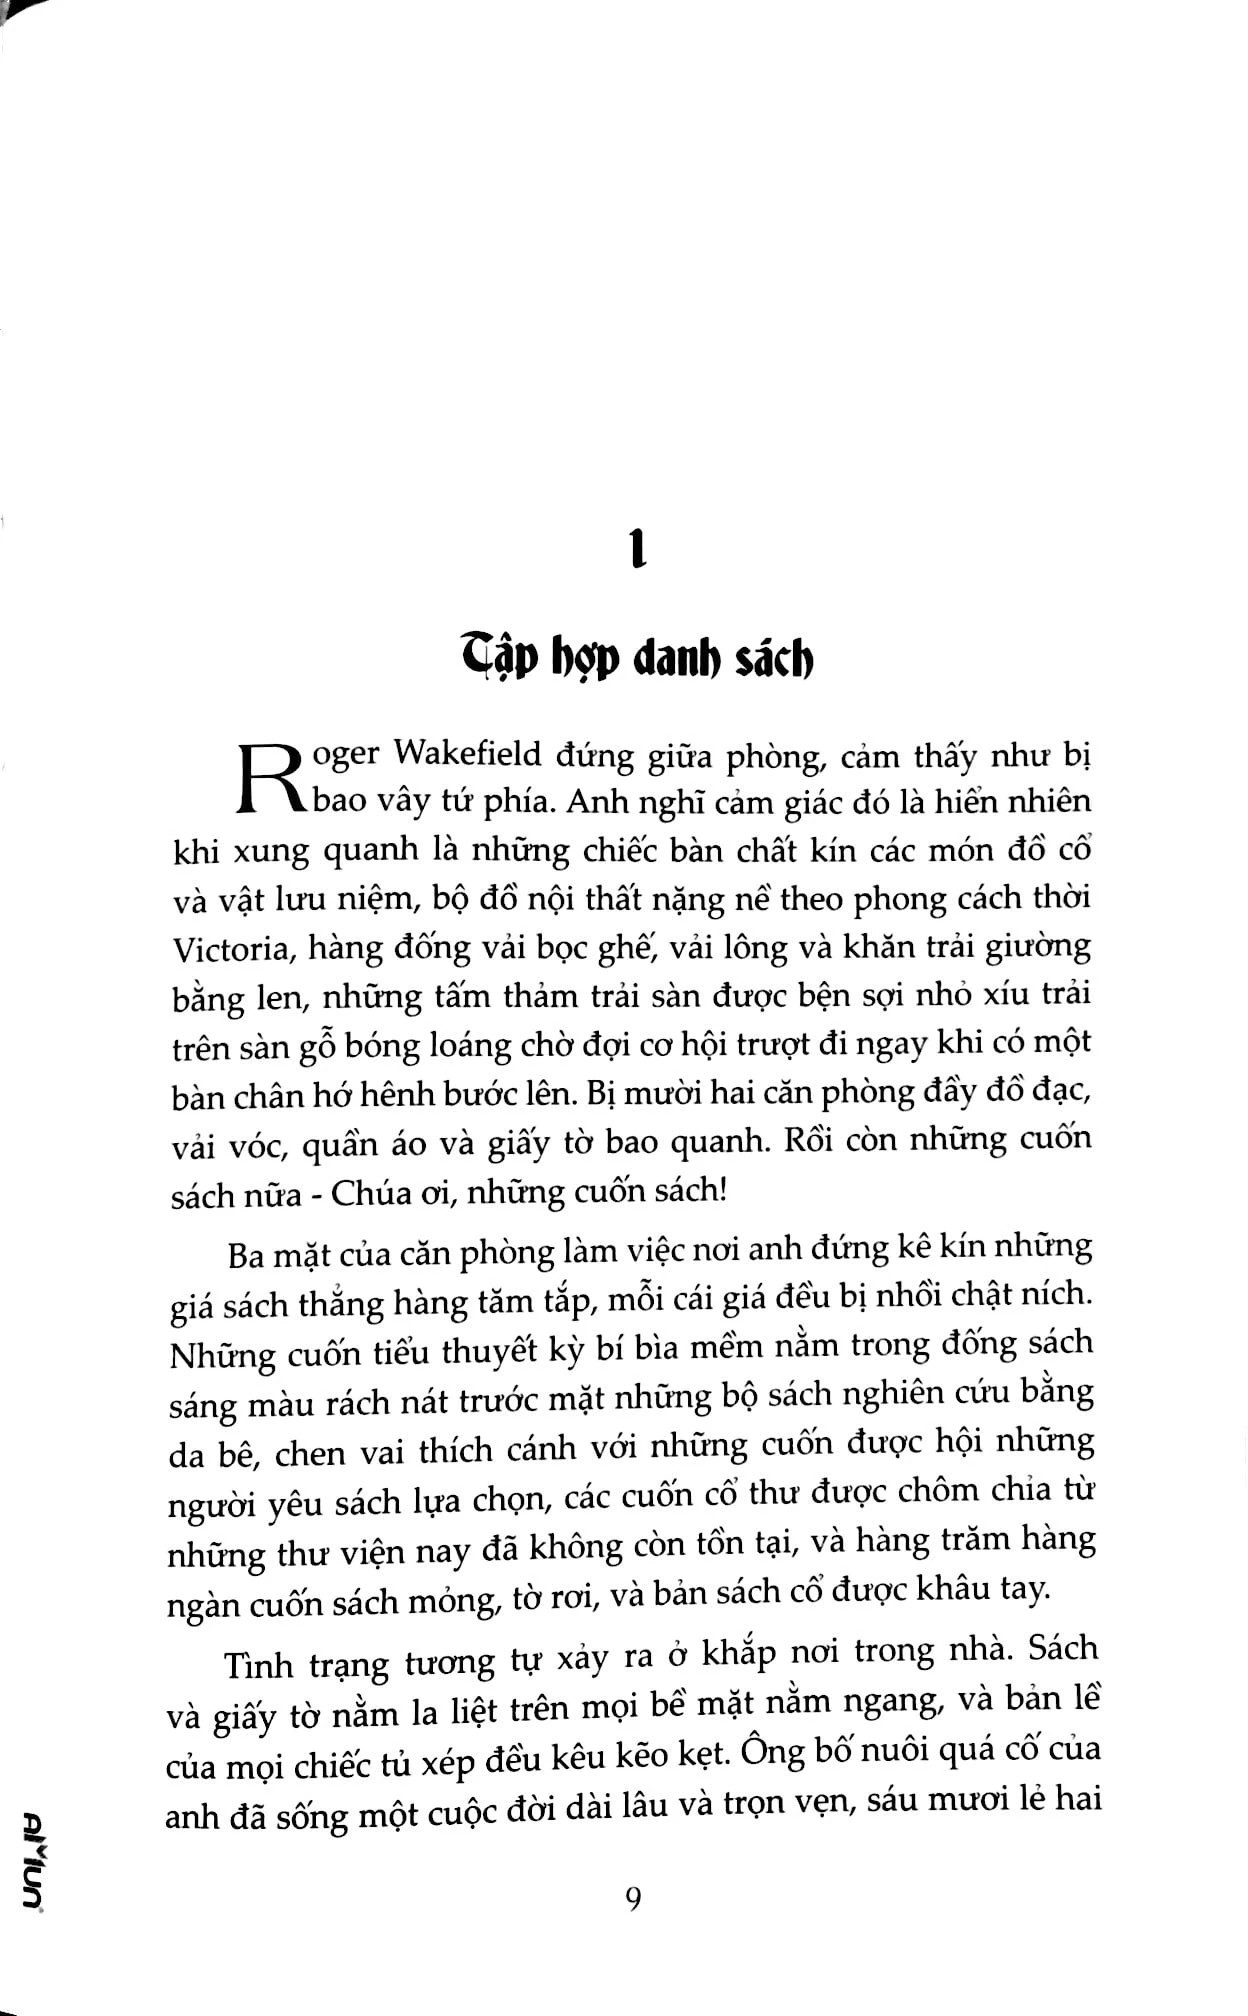 1
Tập hợp danh sách
Roger Wakefield đứng giữa phòng, cảm thấy như bị
bao vây tứ phía. Anh nghĩ cảm giác đó là hiển nhiên
khi xung quanh là những chiếc bàn chất kín các món đồ cổ
và vật lưu niệm, bộ đồ nội thất nặng nề theo phong cách thời
Victoria, hàng đống vải bọc ghế, vải lông và khăn trải giường
bằng len, những tấm thảm trải sàn được bện sợi nhỏ xíu trải
trên sàn gỗ bóng loáng chờ đợi cơ hội trượt đi ngay khi có một
bàn chân hớ hênh bước lên. Bị mười hai căn phòng đầy đồ đạc,
vải vóc, quần áo và giấy tờ bao quanh. Rồi còn những cuốn
sách nữa - Chúa ơi, những cuốn sách!
Ba mặt của căn phòng làm việc nơi anh đứng kê kín những
giá sách thẳng hàng tăm tắp, mỗi cái giá đều bị nhồi chật ních.
Những cuốn tiểu thuyết kỳ bí bìa mềm nằm trong đống sách
sáng màu rách nát trước mặt những bộ sách nghiên cứu bằng
da bê, chen vai thích cánh với những cuốn được hội những
người yêu sách lựa chọn, các cuốn cổ thư được chôm chỉa từ
những thư viện nay đã không còn tồn tại, và hàng trăm hàng
ngàn cuốn sách mỏng, tờ rơi, và bản sách cổ được khâu tay.
Tình trạng tương tự xảy ra ở khắp nơi trong nhà. Sách
và giấy tờ nằm la liệt trên mọi bề mặt nằm ngang, và bản lề
của mọi chiếc tủ xép đều kêu kẽo kẹt. Ông bố nuôi quá cố của
anh đã sống một cuộc đời dài lâu và trọn vẹn, sáu mươi lẻ hai
9